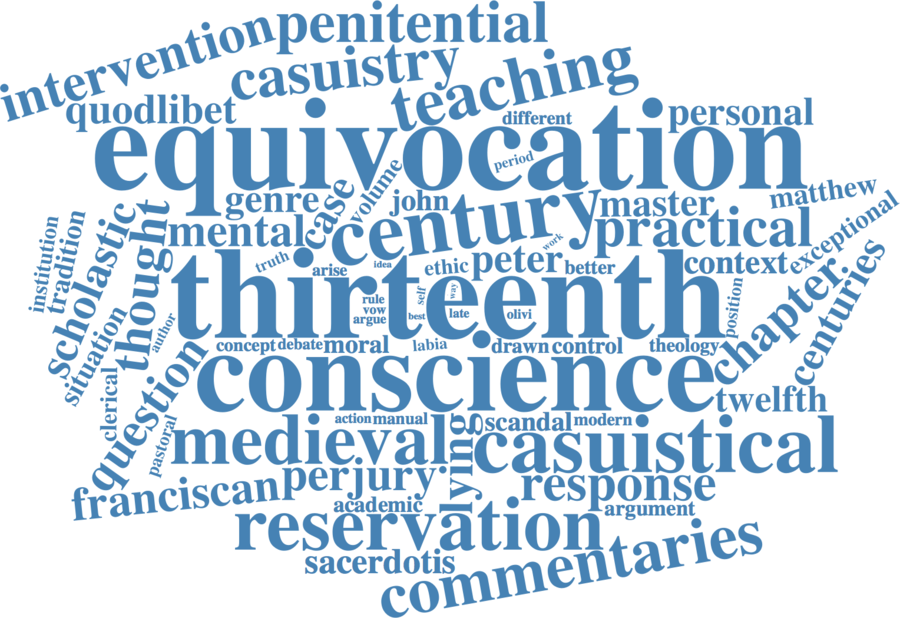 intervention
penitential
casuistry
teaching
quodlibet
different
personal
equivocation
period
volume
genre
case
john
century
master
matthew
mental
practical
exceptional
institution
tradition
scholastic
thought
truth
arise
idea
ethic
peter
work
better
context
thirteenth
rule
vow
argue
self
best
way
late
olivi
position
chapter
centuries
situation
author
concept
debate
moral
labia
drawn
control
theology
conscience
clerical
question
pastoral
twelfth
action
manual
scandal
modern
medieval
lying
casuistical
perjury
response
franciscan
academic
argument
reservation
sacerdotis
commentaries